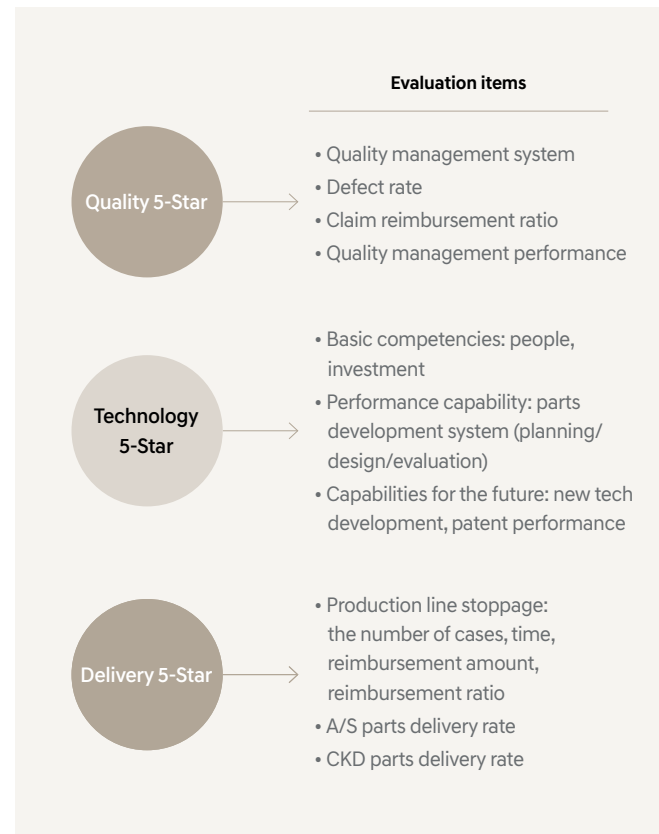 Evaluation items
Quality 5-Star
• Quality management system
• Defect rate
• Claim reimbursement ratio
• Quality management performance
Technology
5-Star
• Basic competencies: people,
investment
• Performance capability: parts
development system (planning/
design/evaluation)
• Capabilities for the future: new tech
development, patent performance
Delivery 5-Star
• Production line stoppage:
the number of cases, time,
reimbursement amount,
reimbursement ratio
• A/S parts delivery rate
• CKD parts delivery rate